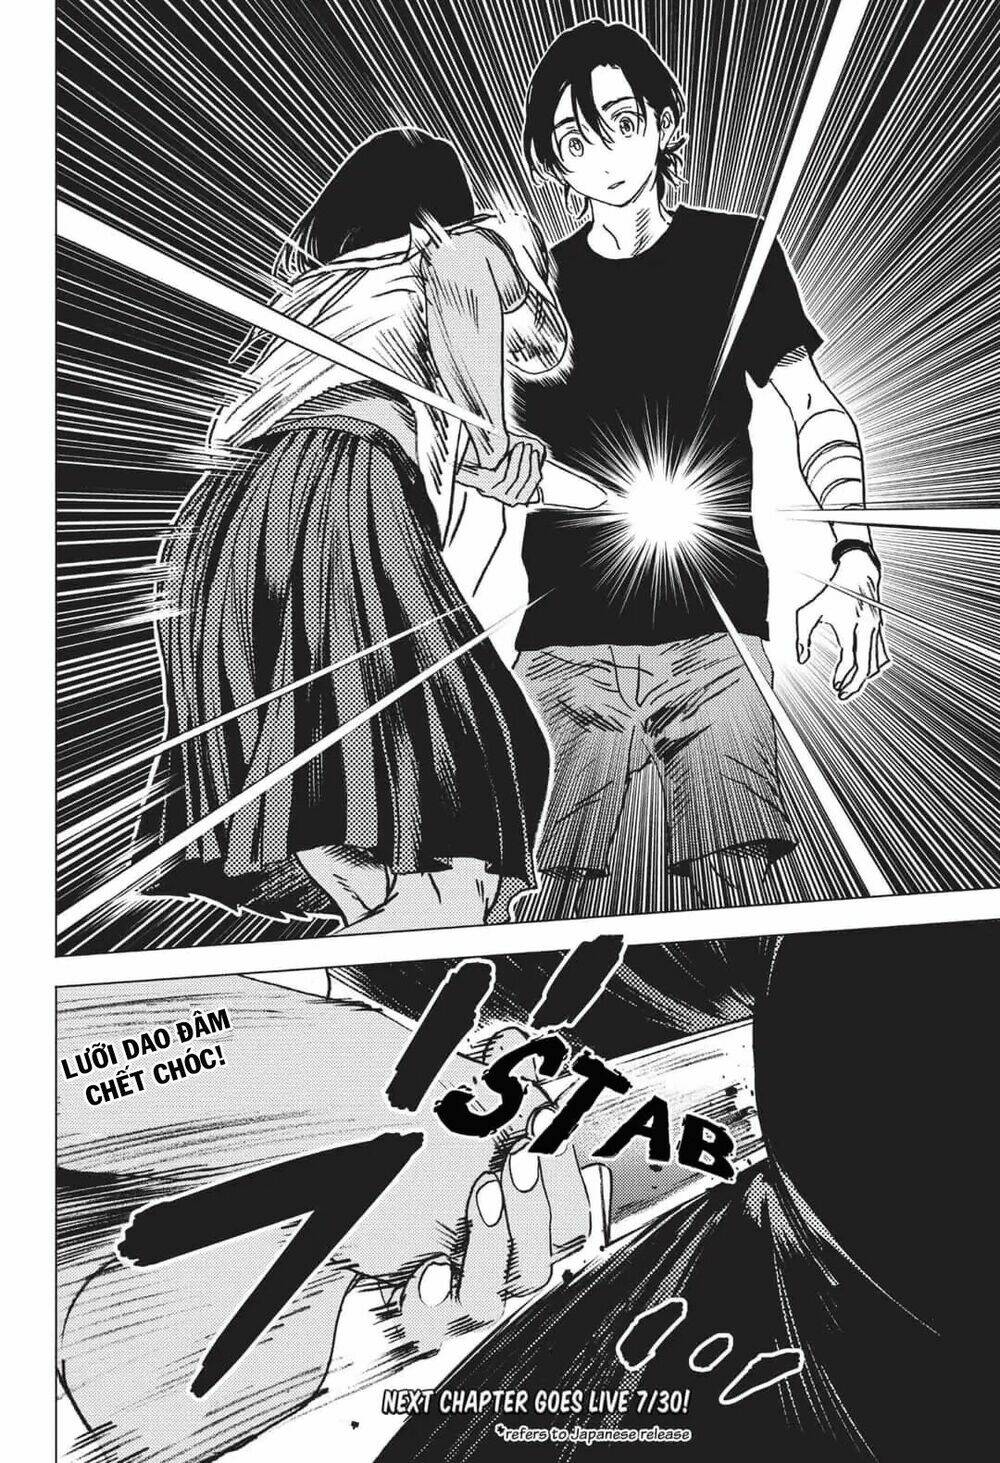 LƯỠI DAO ĐÂM
CHẾT CHÓC!
STAB
NEXT CHAPTER GOES LIVE 7/30!
*refers to Japanese release